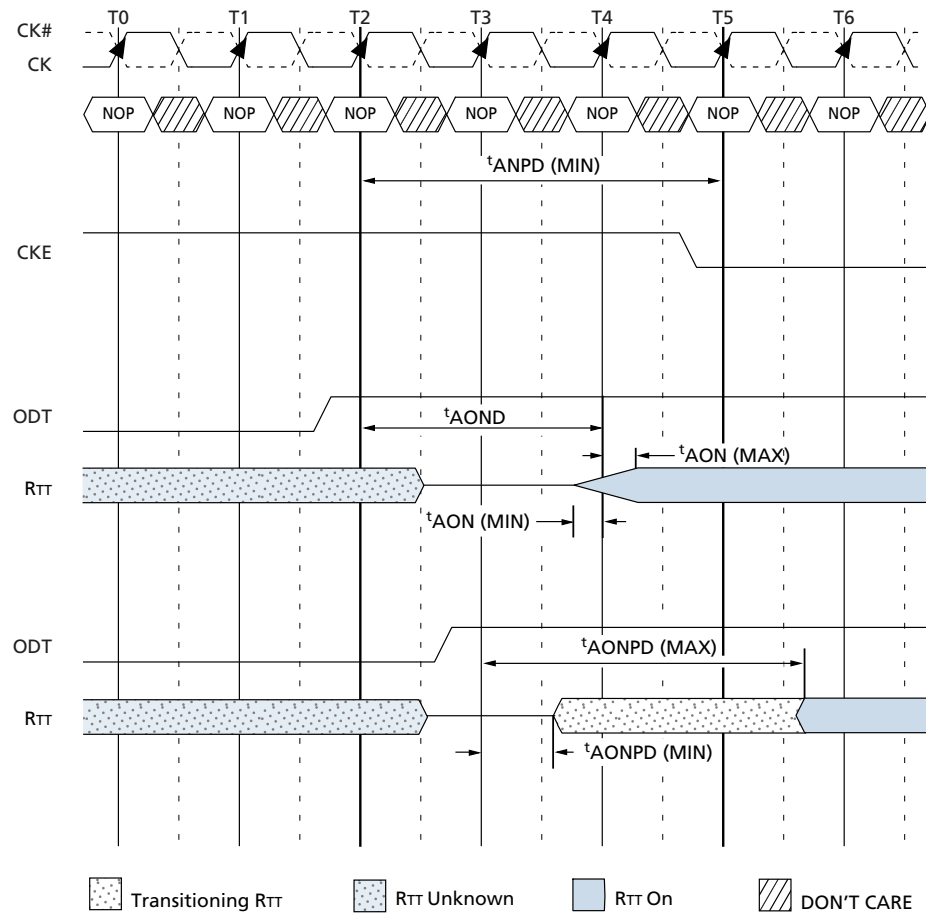 T0 T1 T2 T3 T4 T5 T6
CK#
CK
NOP NOP NOP NOP NOP NOP NOP
tANPD (MIN)
CKE
ODT
tAOND
tAON (MAX)
RTT
tAON (MIN)
ODT
tAONPD (MAX)
RTT
tAONPD (MIN)
Transitioning RTT RTT Unknown RTT On DON'T CARE